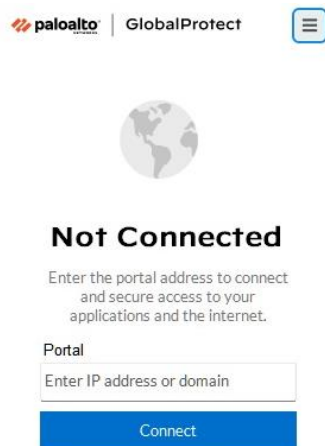 paloalto NETWORKS | GlobalProtect
Not Connected
Enter the portal address to connect
and secure access to your
applications and the internet.
Portal
Enter IP address or domain
Connect